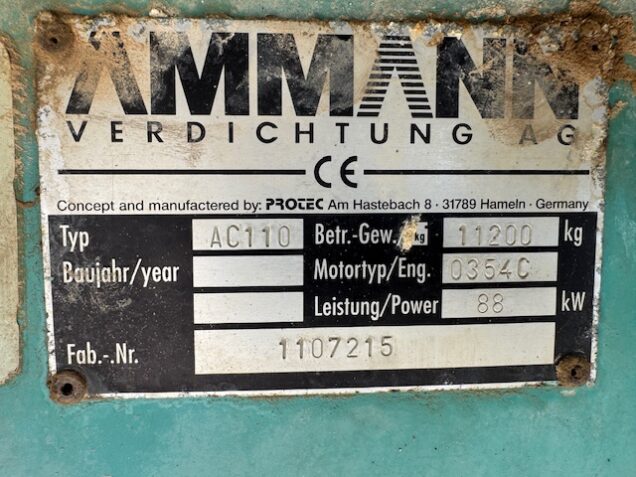 AMMANN
VERDICHTUNG AG
CE
Concept and manufactered by: PROTEC Am Hastebach 8 · 31789 Hameln · Germany
Typ AC110 Betr.-Gew./kg 11200 kg
Baujahr/year Motortyp/Eng. 0354C
Leistung/Power 88 kW
Fab.-.Nr. 1107215